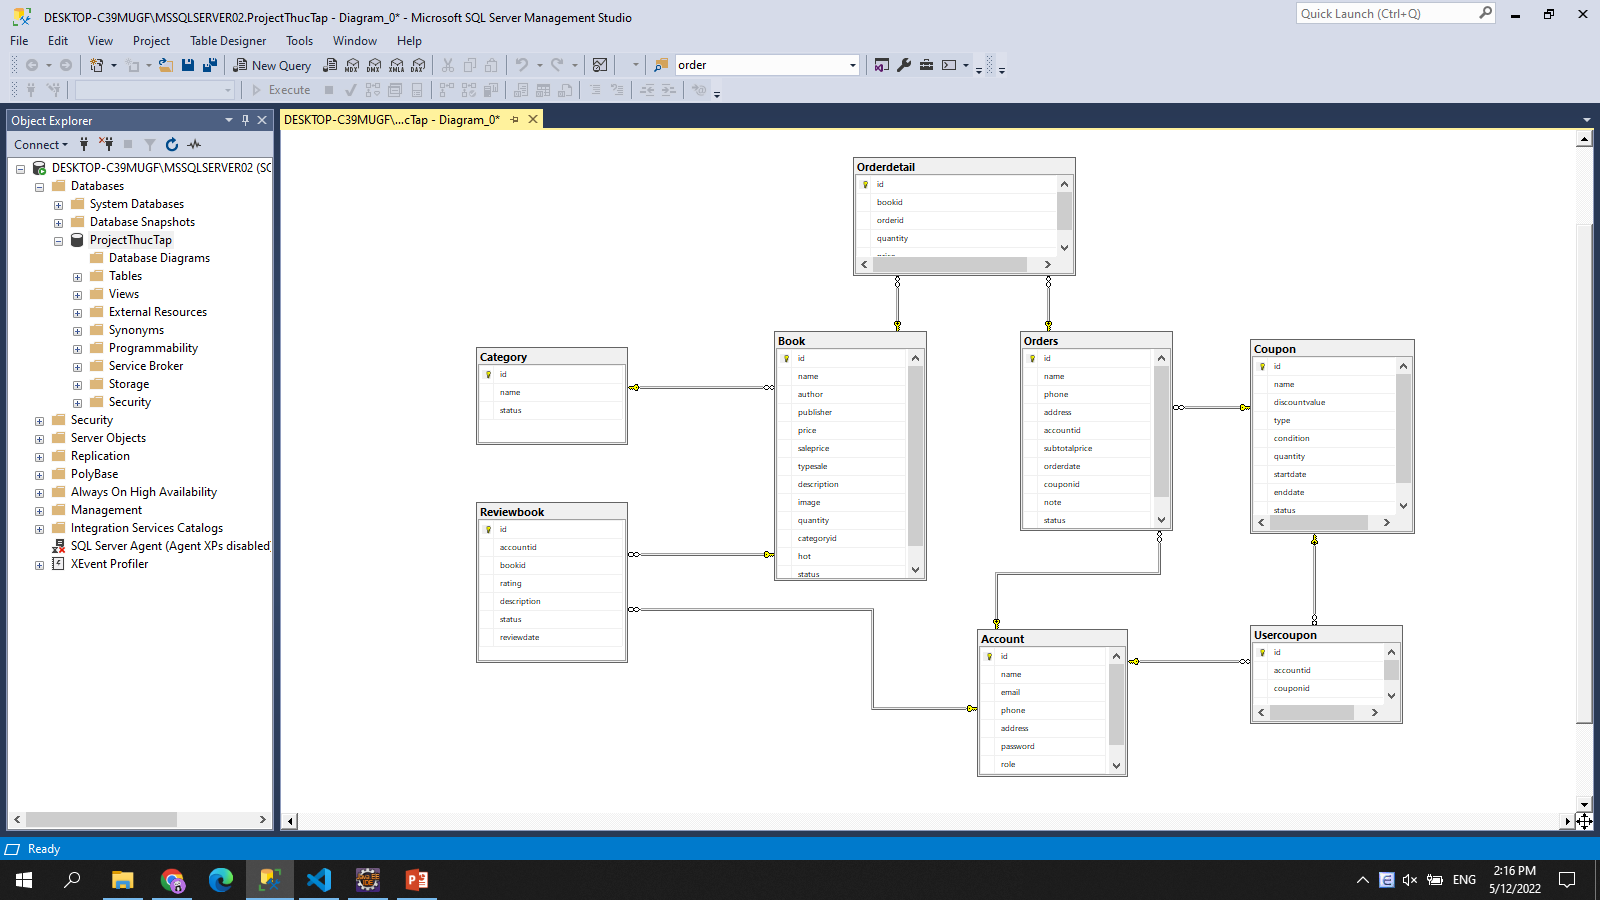 DESKTOP-C39MUGF\MSSQLSERVER02.ProjectThucTap - Diagram_0* - Microsoft SQL Server Management Studio
Quick Launch (Ctrl+Q)
File Edit View Project Table Designer Tools Window Help
New Query MDX DMX XMLA DAX order
Execute
Object Explorer
DESKTOP-C39MUGF\...cTap - Diagram_0*
Connect
DESKTOP-C39MUGF\MSSQLSERVER02 (SC
Databases
System Databases
Database Snapshots
ProjectThucTap
Database Diagrams
Tables
Views
External Resources
Synonyms
Programmability
Service Broker
Storage
Security
Security
Server Objects
Replication
PolyBase
Always On High Availability
Management
Integration Services Catalogs
SQL Server Agent (Agent XPs disabled)
XEvent Profiler
Orderdetail
id
bookid
orderid
quantity
price
Category
id
name
status
Book
id
name
author
publisher
price
saleprice
typesale
description
image
quantity
categoryid
hot
status
Orders
id
name
phone
address
accountid
subtotalprice
orderdate
couponid
note
status
Coupon
id
name
discountvalue
type
condition
quantity
startdate
enddate
status
Reviewbook
id
accountid
bookid
rating
description
status
reviewdate
Account
id
name
email
phone
address
password
role
Usercoupon
id
accountid
couponid
Ready
ENG
2:16 PM
5/12/2022